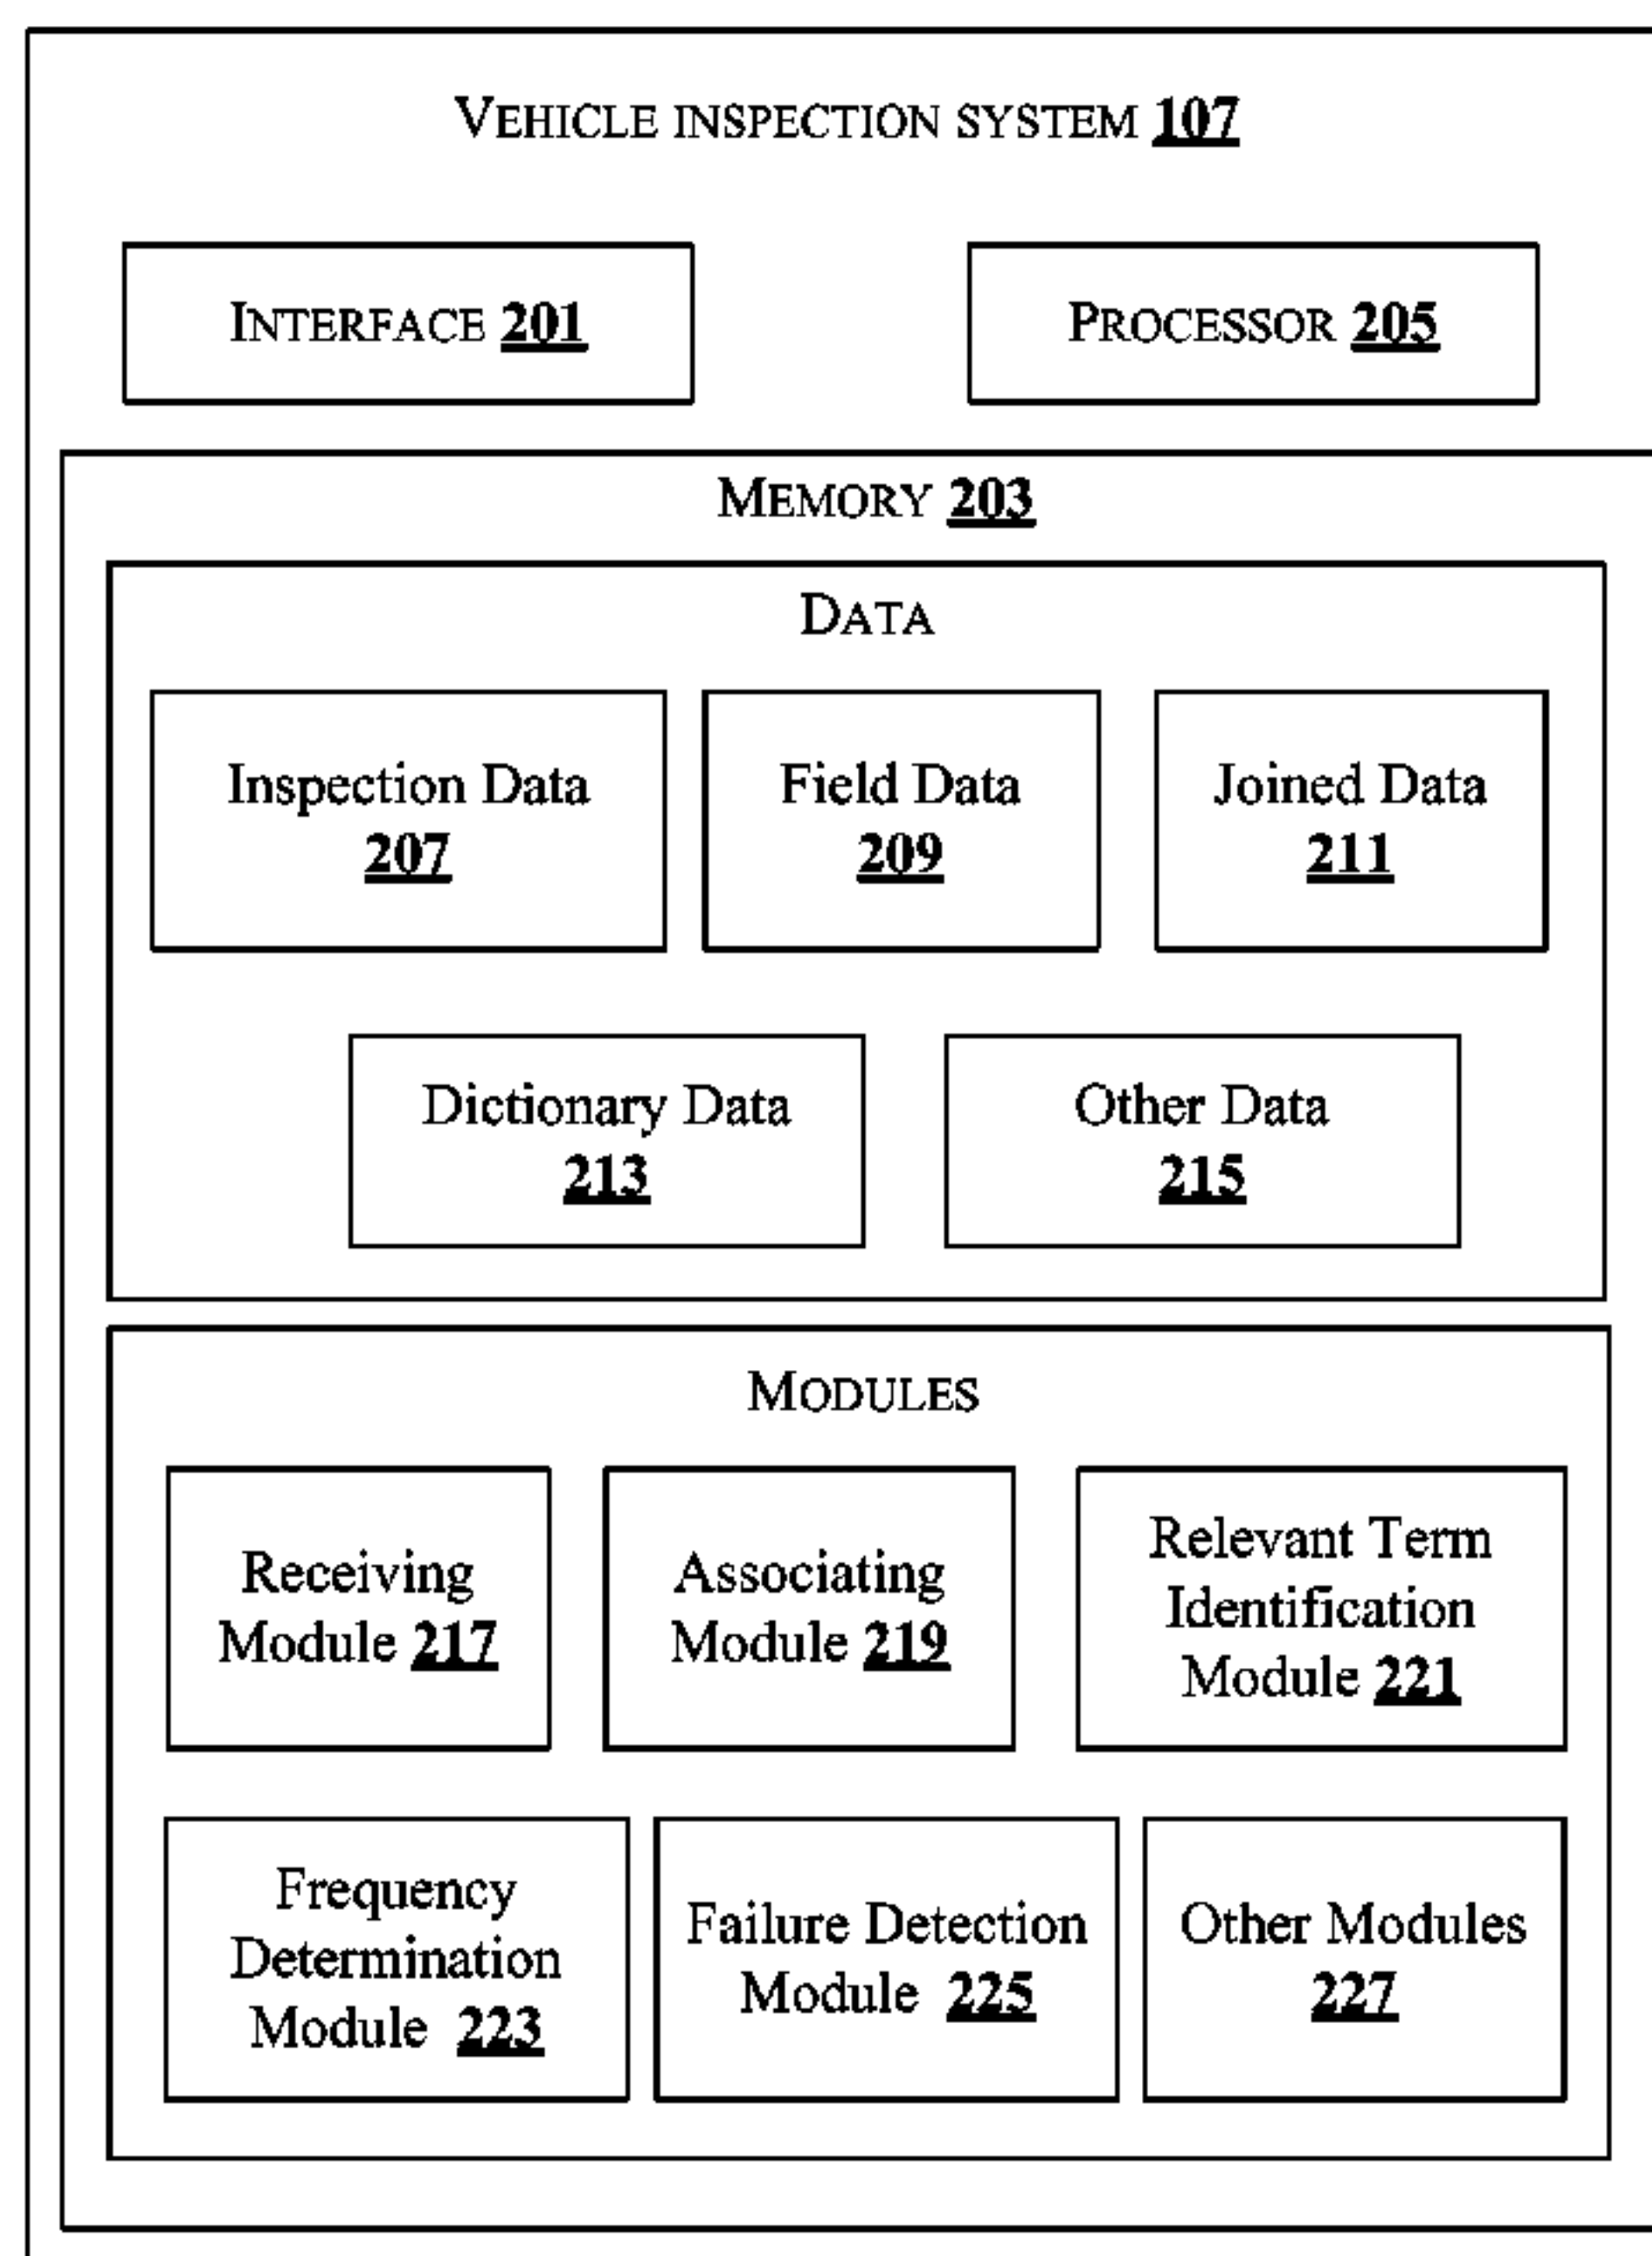 VEHICLE INSPECTION SYSTEM 107
INTERFACE 201
PROCESSOR 205
MEMORY 203
DATA
Inspection Data
207
Field Data
209
Joined Data
211
Dictionary Data
213
Other Data
215
MODULES
Receiving
Module 217
Associating
Module 219
Relevant Term
Identification
Module 221
Frequency
Determination
Module 223
Failure Detection
Module 225
Other Modules
227